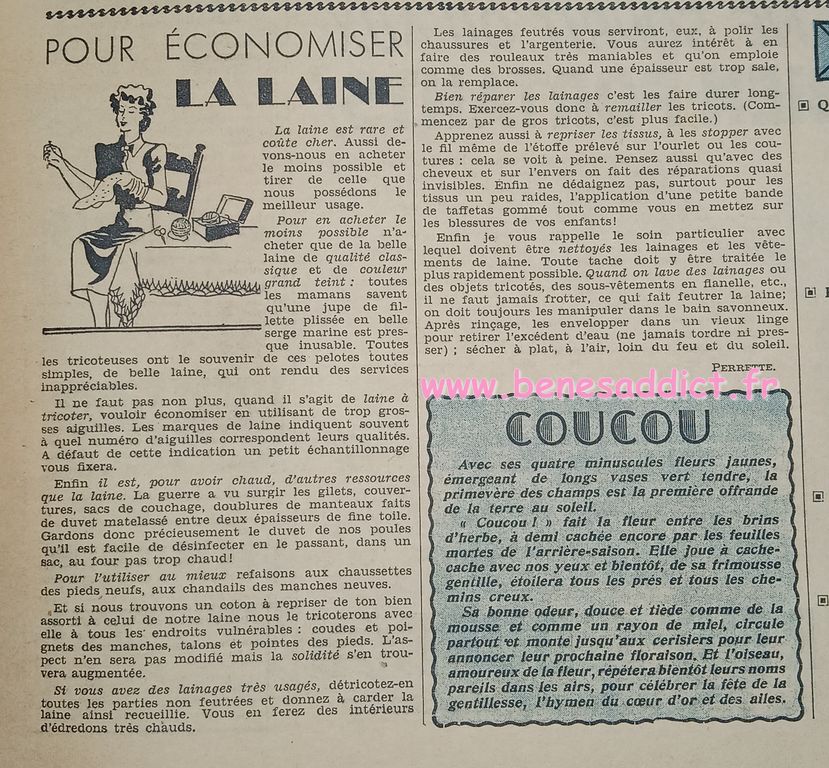 POUR ÉCONOMISER
LA LAINE
La laine est rare et
coûte cher. Aussi de-
vons-nous en acheter
le moins possible et
tirer de celle que
nous possédons le
meilleur usage.
Pour en acheter le
moins possible n'a-
cheter que de la belle
laine de qualité clas-
sique et de couleur
grand teint : toutes
les mamans savent
qu'une jupe de fil-
lette plissée en belle
serge marine est pres-
que inusable. Toutes
les tricoteuses ont le souvenir de ces pelotes toutes
simples, de belle laine, qui ont rendu des services
inappréciables.
Il ne faut pas non plus, quand il s'agit de laine à
tricoter, vouloir économiser en utilisant de trop gros-
ses aiguilles. Les marques de laine indiquent souvent
à quel numéro d'aiguilles correspondent leurs qualités.
A défaut de cette indication un petit échantillonnage
vous fixera.
Enfin il est, pour avoir chaud, d'autres ressources
que la laine. La guerre a vu surgir les gilets, couver-
tures, sacs de couchage, doublures de manteaux faits
de duvet matelassé entre deux épaisseurs de fine toile.
Gardons donc précieusement le duvet de nos poules
qu'il est facile de désinfecter en le passant, dans un
sac, au four pas trop chaud !
Pour l'utiliser au mieux refaisons aux chaussettes
des pieds neufs, aux chandails des manches neuves.
Et si nous trouvons un coton à repriser de ton bien
assorti à celui de notre laine nous le tricoterons avec
elle à tous les endroits vulnérables : coudes et poi-
gnets des manches, talons et pointes des pieds. L'as-
pect n'en sera pas modifié mais la solidité s'en trou-
vera augmentée.
Si vous avez des lainages très usagés, détricotez-en
toutes les parties non feutrées et donnez à carder la
laine ainsi recueillie. Vous en ferez des intérieurs
d'édredons très chauds.
Les lainages feutrés vous serviront, eux, à polir les
chaussures et l'argenterie. Vous aurez intérêt à en
faire des rouleaux très maniables et qu'on emploie
comme des brosses. Quand une épaisseur est trop sale,
on la remplace.
Bien réparer les lainages c'est les faire durer long-
temps. Exercez-vous donc à remailler les tricots. (Com-
mencez par de gros tricots, c'est plus facile.)
Apprenez aussi à repriser les tissus, à les stopper avec
le fil même de l'étoffe prélevé sur l'ourlet ou les cou-
tures : cela se voit à peine. Pensez aussi qu'avec des
cheveux et sur l'envers on fait des réparations quasi
invisibles. Enfin ne dédaignez pas, surtout pour les
tissus un peu raides, l'application d'une petite bande
de taffetas gommé tout comme vous en mettez sur
les blessures de vos enfants !
Enfin je vous rappelle le soin particulier avec
lequel doivent être nettoyés les lainages et les vête-
ments de laine. Toute tache doit y être traitée le
plus rapidement possible. Quand on lave des lainages ou
des objets tricotés, des sous-vêtements en flanelle, etc.,
il ne faut jamais frotter, ce qui fait feutrer la laine;
on doit toujours les manipuler dans le bain savonneux.
Après rinçage, les envelopper dans un vieux linge
pour retirer l'excédent d'eau (ne jamais tordre ni pres-
ser) ; sécher à plat, à l'air, loin du feu et du soleil.
PERRETTE.
www.benesaddict.fr
COUCOU
Avec ses quatre minuscules fleurs jaunes,
émergeant de longs vases vert tendre, la
primevère des champs est la première offrande
de la terre au soleil.
« Coucou ! » fait la fleur entre les brins
d'herbe, à demi cachée encore par les feuilles
mortes de l'arrière-saison. Elle joue à cache-
cache avec nos yeux et bientôt, de sa frimousse
gentille, étoilera tous les prés et tous les che-
mins creux.
Sa bonne odeur, douce et tiède comme de la
mousse et comme un rayon de miel, circule
partout et monte jusqu'aux cerisiers pour leur
annoncer leur prochaine floraison. Et l'oiseau,
amoureux de la fleur, répétera bientôt leurs noms
pareils dans les airs, pour célébrer la fête de la
gentillesse, l'hymen du cœur d'or et des ailes.
Q